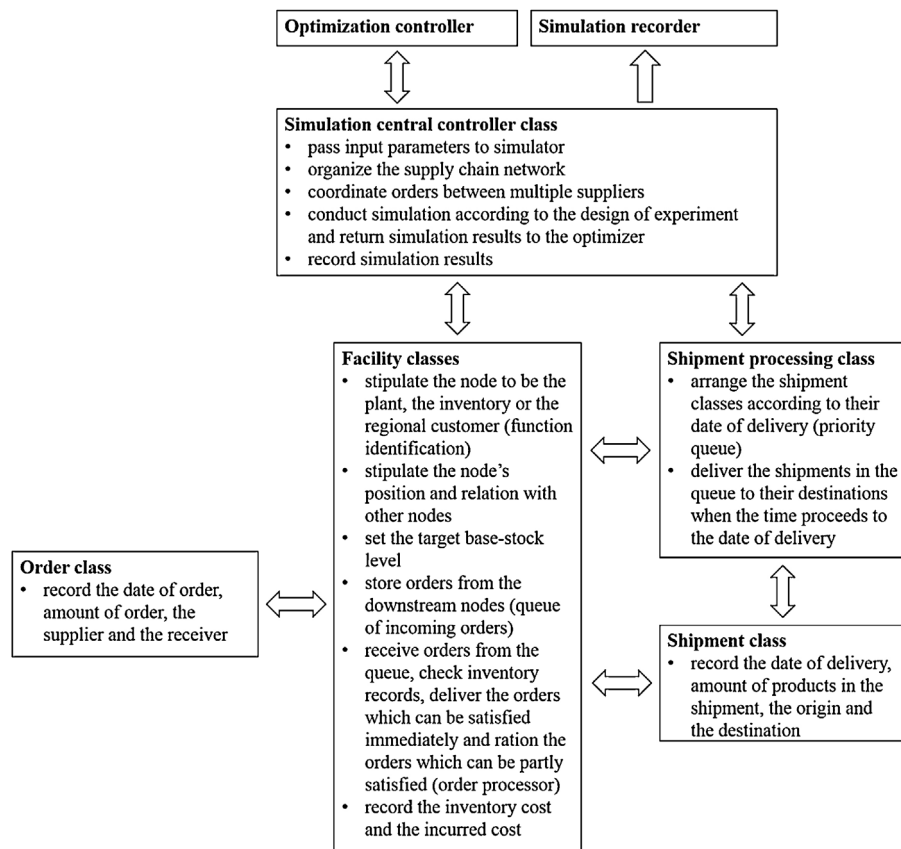 Optimization controller
Simulation recorder
Simulation central controller class
• pass input parameters to simulator
• organize the supply chain network
• coordinate orders between multiple suppliers
• conduct simulation according to the design of experiment
and return simulation results to the optimizer
• record simulation results
Facility classes
• stipulate the node to be the
plant, the inventory or the
regional customer (function
identification)
• stipulate the node's
position and relation with
other nodes
• set the target base-stock
level
• store orders from the
downstream nodes (queue
of incoming orders)
• receive orders from the
queue, check inventory
records, deliver the orders
which can be satisfied
immediately and ration the
orders which can be partly
satisfied (order processor)
• record the inventory cost
and the incurred cost
Shipment processing class
• arrange the shipment
classes according to their
date of delivery (priority
queue)
• deliver the shipments in the
queue to their destinations
when the time proceeds to
the date of delivery
Order class
• record the date of order,
amount of order, the
supplier and the receiver
Shipment class
• record the date of delivery,
amount of products in the
shipment, the origin and
the destination